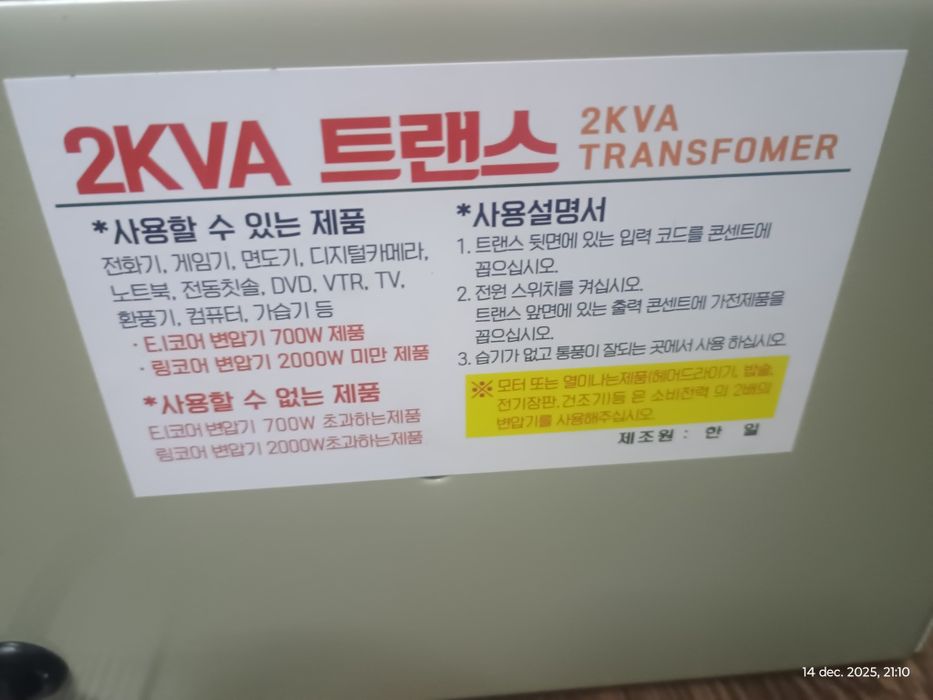 2KVA 트랜스
2KVA
TRANSFOMER
*사용할 수 있는 제품
전화기, 게임기, 면도기, 디지털카메라,
노트북, 전동칫솔, DVD, VTR, TV,
환풍기, 컴퓨터, 가습기 등
· E.I코어 변압기 700W 제품
· 링코어 변압기 2000W 미만 제품
*사용할 수 없는 제품
E.I코어 변압기 700W 초과하는제품
링코어 변압기 2000W초과하는제품
*사용설명서
1. 트랜스 뒷면에 있는 입력 코드를 콘센트에
꼽으십시오.
2. 전원 스위치를 켜십시오.
트랜스 앞면에 있는 출력 콘센트에 가전제품을
꼽으십시오.
3. 습기가 없고 통풍이 잘되는 곳에서 사용 하십시오.
※ 모터 또는 열이나는제품(헤어드라이기, 밥솥,
전기장판,건조기)등 은 소비전력 의 2배의
변압기를 사용해주십시오.
제조원 : 한 일
14 dec. 2025, 21:10